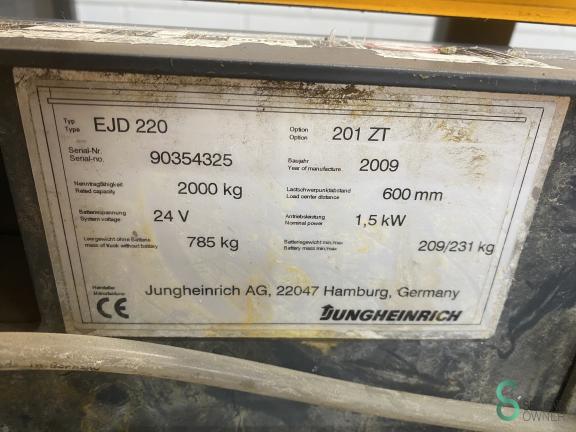 Typ EJD 220 Option 201 ZT
Type Option
Serial-Nr. 90354325 Baujahr 2009
Serial-no. Year of manufacture
Nenntragfähigkeit 2000 kg Lastschwerpunktabstand 600 mm
Rated capacity Load center distance
Batteriespannung 24 V Antriebsleistung 1,5 kW
System voltage Nominal power
Leergewicht ohne Batterie 785 kg Batteriegewicht min/max 209/231 kg
mass of truck without battery Battery mass min/max
Hersteller
Manufacturer Jungheinrich AG, 22047 Hamburg, Germany
CE JUNGHEINRICH
OWNER